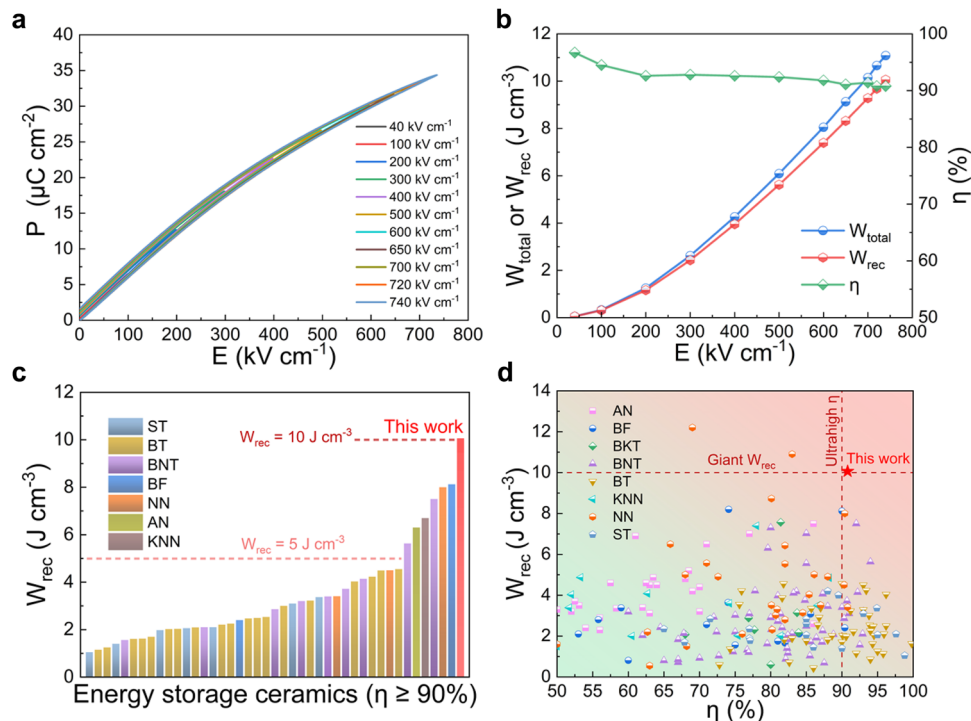 a
40
35
30
25
20
15
10
5
0
P (μC cm⁻²)
40 kV cm⁻¹
100 kV cm⁻¹
200 kV cm⁻¹
300 kV cm⁻¹
400 kV cm⁻¹
500 kV cm⁻¹
600 kV cm⁻¹
650 kV cm⁻¹
700 kV cm⁻¹
720 kV cm⁻¹
740 kV cm⁻¹
0 100 200 300 400 500 600 700 800
E (kV cm⁻¹)
b
12
10
8
6
4
2
0
W_total or W_rec (J cm⁻³)
100
90
80
70
60
50
η (%)
W_total
W_rec
η
0 100 200 300 400 500 600 700 800
E (kV cm⁻¹)
c
12
10
8
6
4
2
0
W_rec (J cm⁻³)
ST
BT
BNT
BF
NN
AN
KNN
This work
W_rec = 10 J cm⁻³
W_rec = 5 J cm⁻³
Energy storage ceramics (η ≥ 90%)
d
14
12
10
8
6
4
2
0
W_rec (J cm⁻³)
AN
BF
BKT
BNT
BT
KNN
NN
ST
Ultrahigh η
This work
Giant W_rec
50 55 60 65 70 75 80 85 90 95 100
η (%)